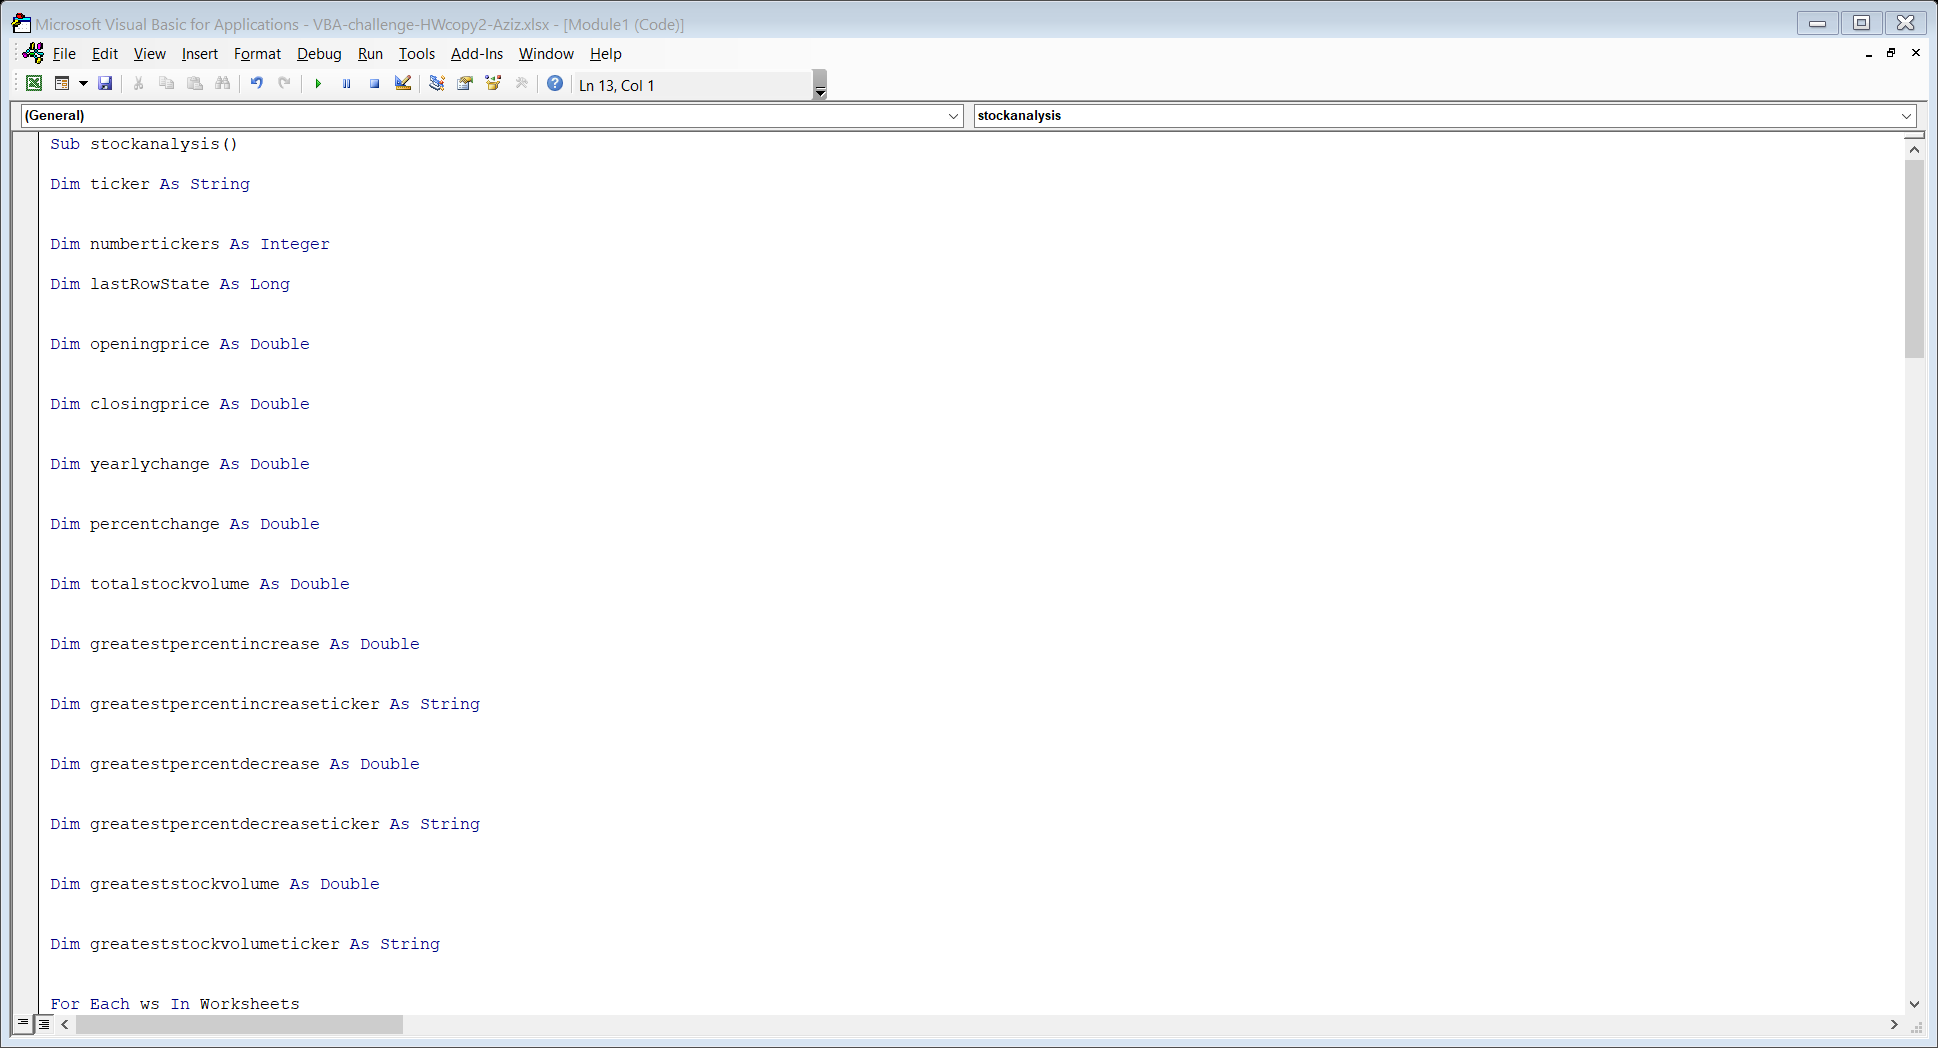 Microsoft Visual Basic for Applications - VBA-challenge-HWcopy2-Aziz.xlsx - [Module1 (Code)]
File Edit View Insert Format Debug Run Tools Add-Ins Window Help
Ln 13, Col 1
(General) stockanalysis
Sub stockanalysis()
Dim ticker As String
Dim numbertickers As Integer
Dim lastRowState As Long
Dim openingprice As Double
Dim closingprice As Double
Dim yearlychange As Double
Dim percentchange As Double
Dim totalstockvolume As Double
Dim greatestpercentincrease As Double
Dim greatestpercentincreaseticker As String
Dim greatestpercentdecrease As Double
Dim greatestpercentdecreaseticker As String
Dim greateststockvolume As Double
Dim greateststockvolumeticker As String
For Each ws In Worksheets